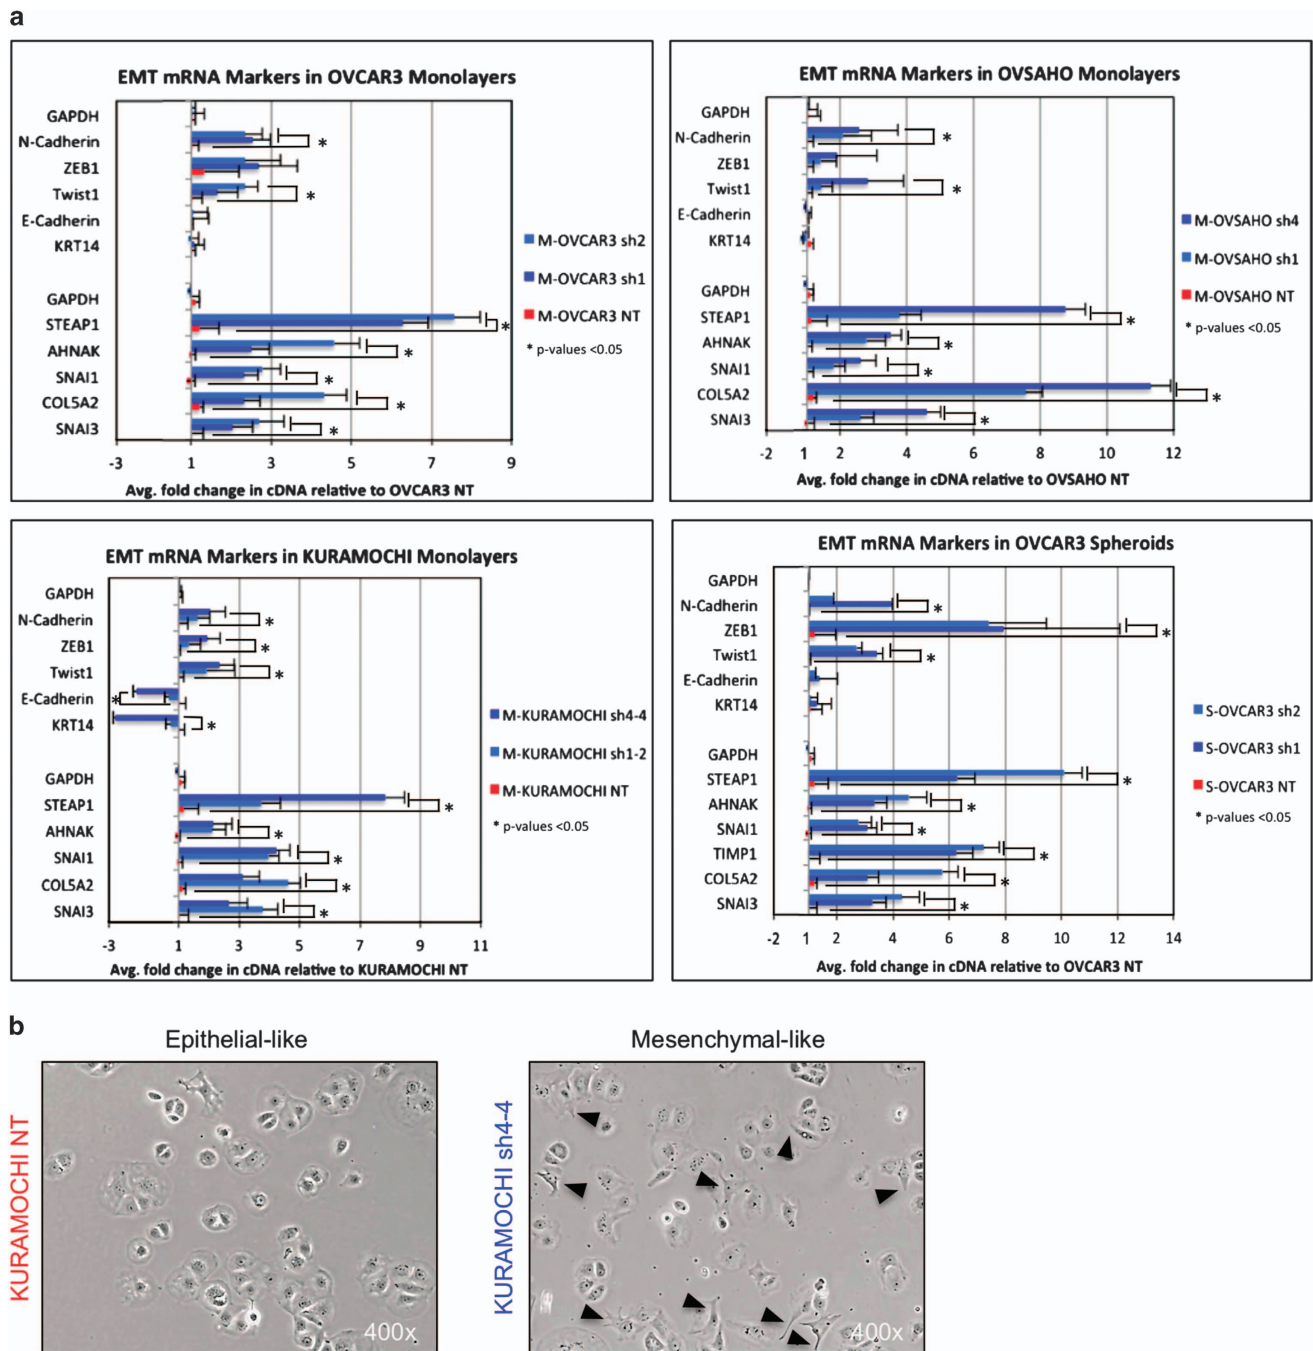 a
EMT mRNA Markers in OVCAR3 Monolayers
GAPDH
N-Cadherin
*
ZEB1
Twist1
*
E-Cadherin
KRT14
GAPDH
STEAP1
*
AHNAK
*
SNAI1
*
COL5A2
*
SNAI3
*
-3 1 3 5 7 9
Avg. fold change in cDNA relative to OVCAR3 NT
M-OVCAR3 sh2
M-OVCAR3 sh1
M-OVCAR3 NT
* p-values <0.05
EMT mRNA Markers in OVSAHO Monolayers
GAPDH
N-Cadherin
*
ZEB1
Twist1
*
E-Cadherin
KRT14
GAPDH
STEAP1
*
AHNAK
*
SNAI1
*
COL5A2
*
SNAI3
*
-2 1 2 4 6 8 10 12
Avg. fold change in cDNA relative to OVSAHO NT
M-OVSAHO sh4
M-OVSAHO sh1
M-OVSAHO NT
* p-values <0.05
EMT mRNA Markers in KURAMOCHI Monolayers
GAPDH
N-Cadherin
*
ZEB1
*
Twist1
*
E-Cadherin
*
KRT14
*
GAPDH
STEAP1
*
AHNAK
*
SNAI1
*
COL5A2
*
SNAI3
*
-3 1 3 5 7 9 11
Avg. fold change in cDNA relative to KURAMOCHI NT
M-KURAMOCHI sh4-4
M-KURAMOCHI sh1-2
M-KURAMOCHI NT
* p-values <0.05
EMT mRNA Markers in OVCAR3 Spheroids
GAPDH
N-Cadherin
*
ZEB1
*
Twist1
*
E-Cadherin
KRT14
GAPDH
STEAP1
*
AHNAK
*
SNAI1
*
TIMP1
*
COL5A2
*
SNAI3
*
-2 1 2 4 6 8 10 12 14
Avg. fold change in cDNA relative to OVCAR3 NT
S-OVCAR3 sh2
S-OVCAR3 sh1
S-OVCAR3 NT
* p-values <0.05
b
Epithelial-like
KURAMOCHI NT
400x
Mesenchymal-like
KURAMOCHI sh4-4
400x